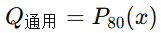 Q通用 = P80(x)